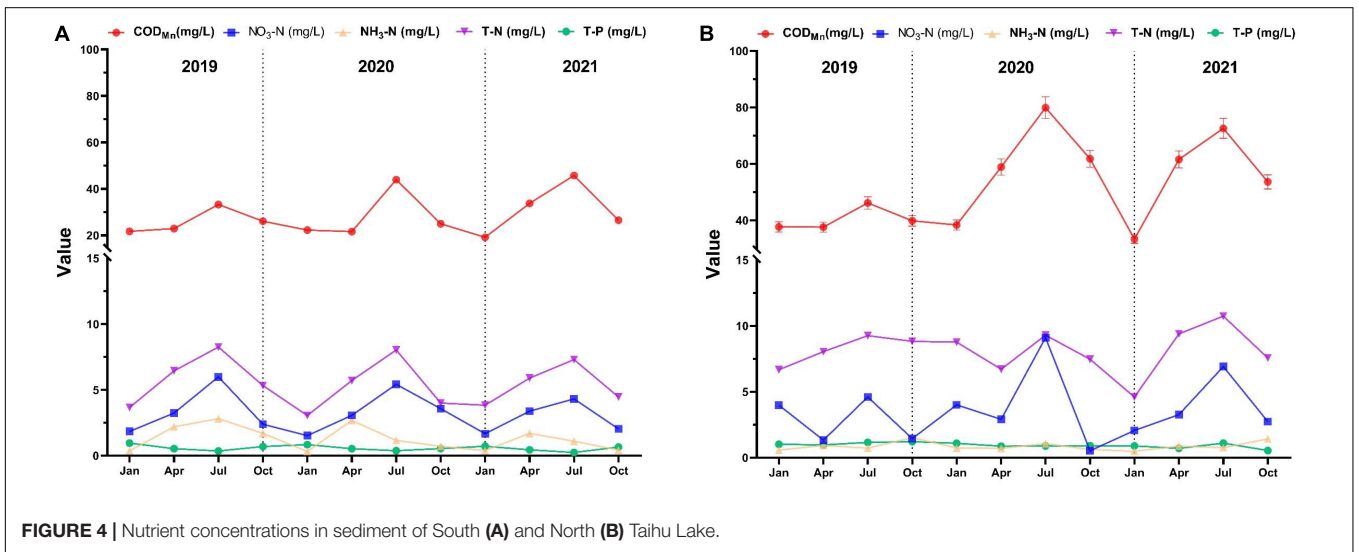 A
COD_Mn(mg/L) NO₃-N (mg/L) NH₃-N (mg/L) T-N (mg/L) T-P (mg/L)
2019 2020 2021
Value
100
80
60
40
20
15
10
5
0
Jan Apr Jul Oct Jan Apr Jul Oct Jan Apr Jul Oct
B
COD_Mn(mg/L) NO₃-N (mg/L) NH₃-N (mg/L) T-N (mg/L) T-P (mg/L)
2019 2020 2021
Value
100
80
60
40
15
10
5
0
Jan Apr Jul Oct Jan Apr Jul Oct Jan Apr Jul Oct
FIGURE 4 | Nutrient concentrations in sediment of South (A) and North (B) Taihu Lake.